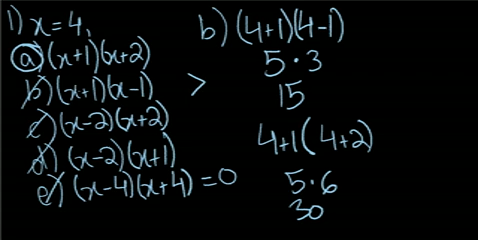 1) x=4,
a) (x+1)(x+2)
b) (x+1)(x-1)
c) (x-2)(x+2)
d) (x-2)(x+1)
e) (x-4)(x+4) = 0
>
b) (4+1)(4-1)
5·3
15
4+1(4+2)
5·6
30